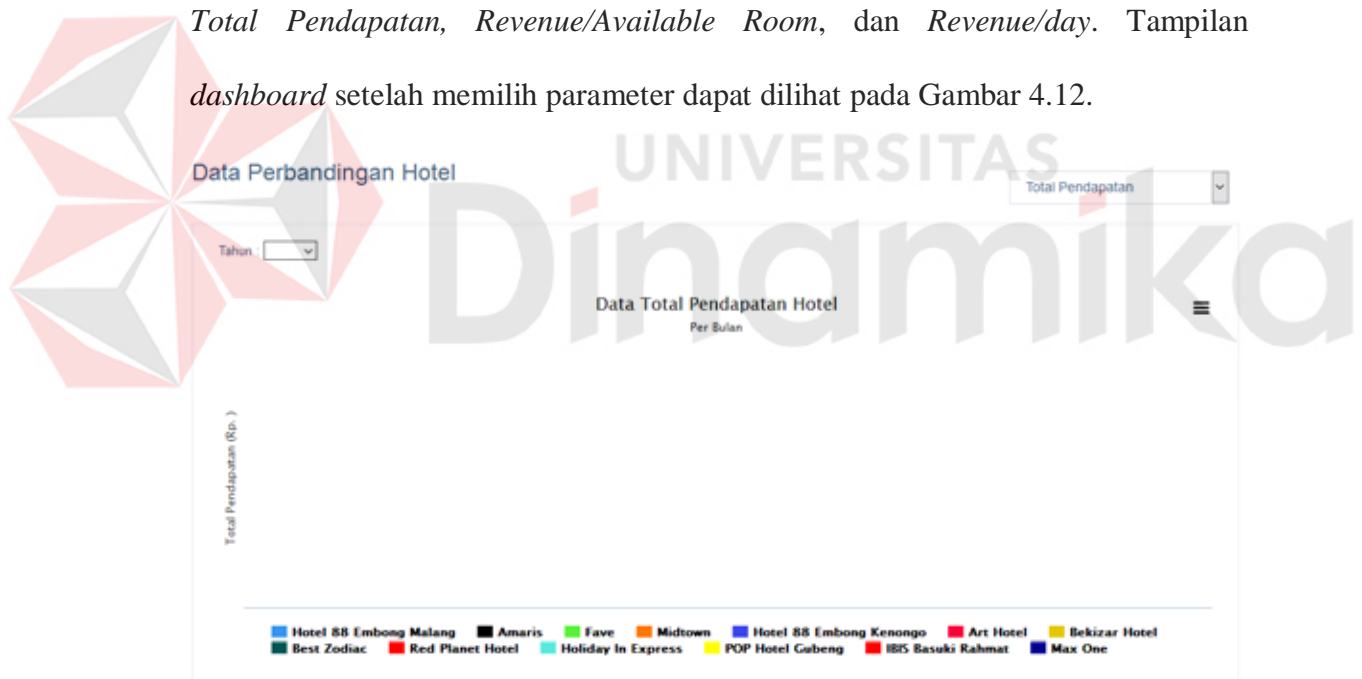 Total Pendapatan, Revenue/Available Room, dan Revenue/day. Tampilan
dashboard setelah memilih parameter dapat dilihat pada Gambar 4.12.
UNIVERSITAS
Dinamika
Data Perbandingan Hotel
Total Pendapatan
Tahun :
Data Total Pendapatan Hotel
Per Bulan
Total Pendapatan (Rp. )
Hotel 88 Embong Malang Amaris Fave Midtown Hotel 88 Embong Kenongo Art Hotel Bekizar Hotel
Best Zodiac Red Planet Hotel Holiday In Express POP Hotel Gubeng IBIS Basuki Rahmat Max One